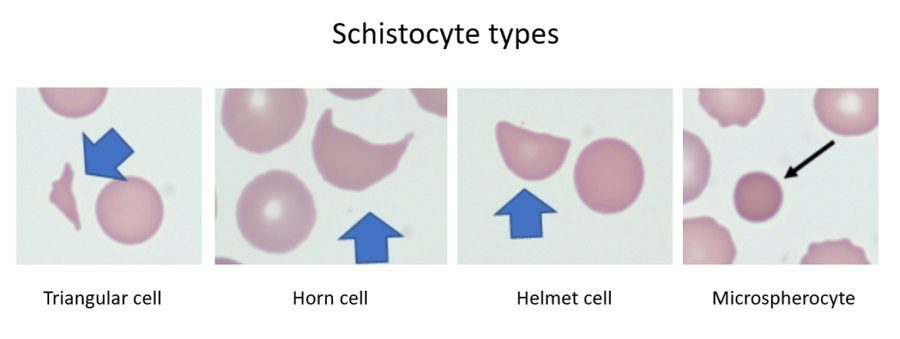 Schistocyte types
Triangular cell
Horn cell
Helmet cell
Microspherocyte